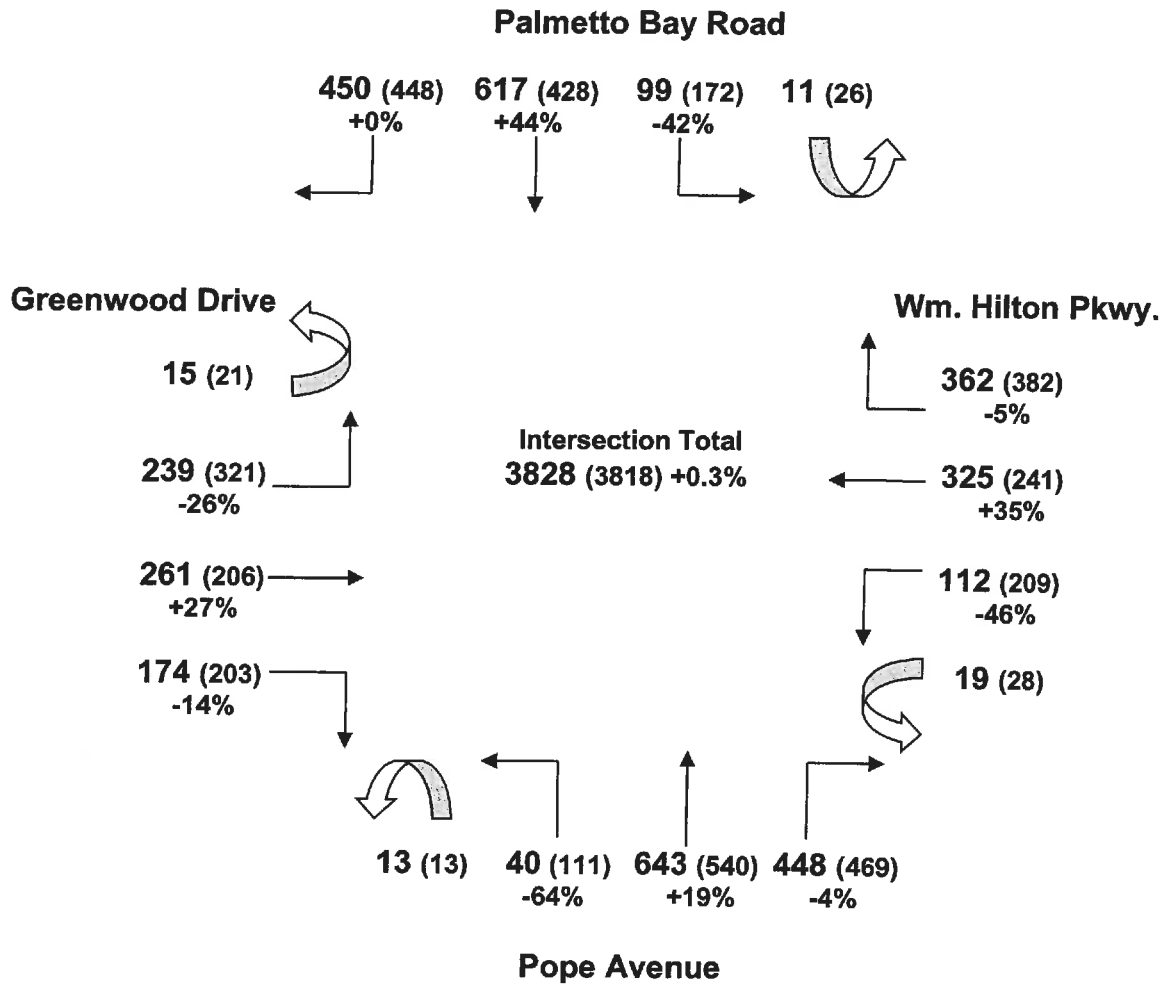 Palmetto Bay Road
450 (448) 617 (428) 99 (172) 11 (26)
+0% +44% -42%
Greenwood Drive
Wm. Hilton Pkwy.
15 (21)
362 (382)
-5%
Intersection Total
3828 (3818) +0.3%
239 (321)
-26%
325 (241)
+35%
261 (206)
+27%
112 (209)
-46%
174 (203)
-14%
19 (28)
13 (13) 40 (111) 643 (540) 448 (469)
-64% +19% -4%
Pope Avenue